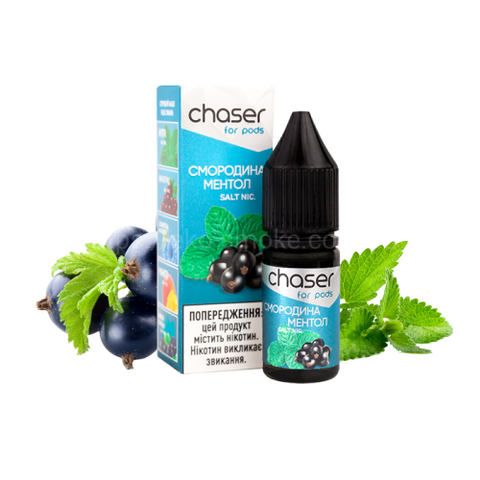 chaser
for pods
СМОРОДИНА
МЕНТОЛ
SALT NIC.
ПОПЕРЕДЖЕННЯ:
цей продукт
містить нікотин.
Нікотин викликає
звикання.
chaser
for pods
СМОРОДИНА
МЕНТОЛ
SALT NIC.